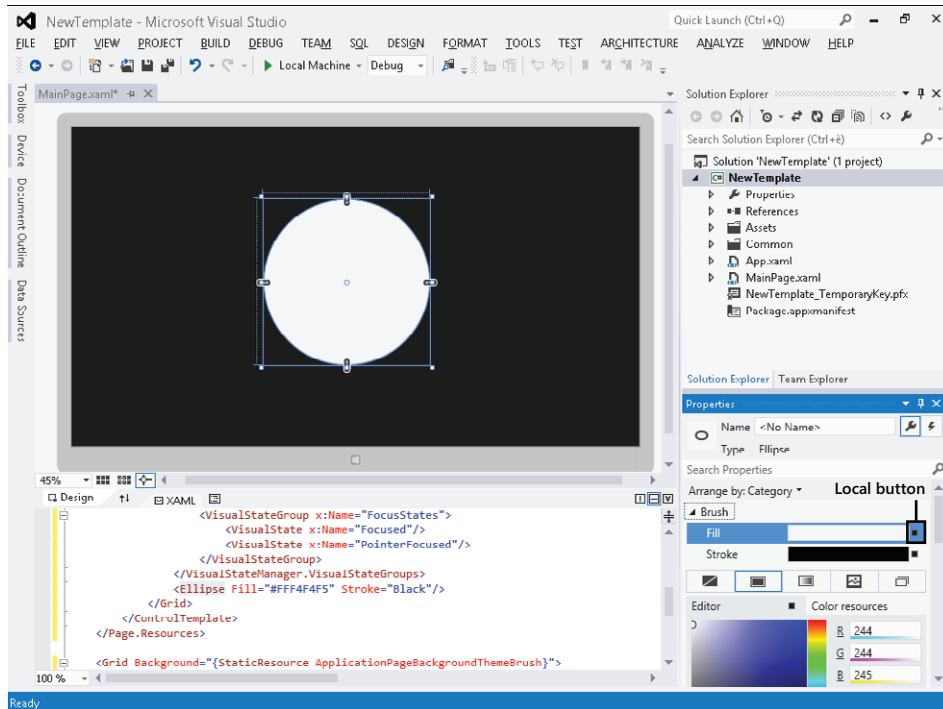 NewTemplate - Microsoft Visual Studio
Quick Launch (Ctrl+Q)
FILE EDIT VIEW PROJECT BUILD DEBUG TEAM SQL DESIGN FORMAT TOOLS TEST ARCHITECTURE ANALYZE WINDOW HELP
Local Machine Debug
Toolbox
Device
Document Outline
Data Sources
MainPage.xaml*
Solution Explorer
Search Solution Explorer (Ctrl+è)
Solution 'NewTemplate' (1 project)
C# NewTemplate
Properties
References
Assets
Common
App.xaml
MainPage.xaml
NewTemplate_TemporaryKey.pfx
Package.appxmanifest
Solution Explorer Team Explorer
Properties
Name <No Name>
Type Ellipse
Search Properties
Arrange by: Category
Local button
Brush
Fill
Stroke
Editor Color resources
R 244
G 244
B 245
45%
Design XAML
<VisualStateGroup x:Name="FocusStates">
<VisualState x:Name="Focused"/>
<VisualState x:Name="PointerFocused"/>
</VisualStateGroup>
</VisualStateManager.VisualStateGroups>
<Ellipse Fill="#FFF4F4F5" Stroke="Black"/>
</Grid>
</ControlTemplate>
</Page.Resources>
<Grid Background="{StaticResource ApplicationPageBackgroundThemeBrush}">
100 %
Ready